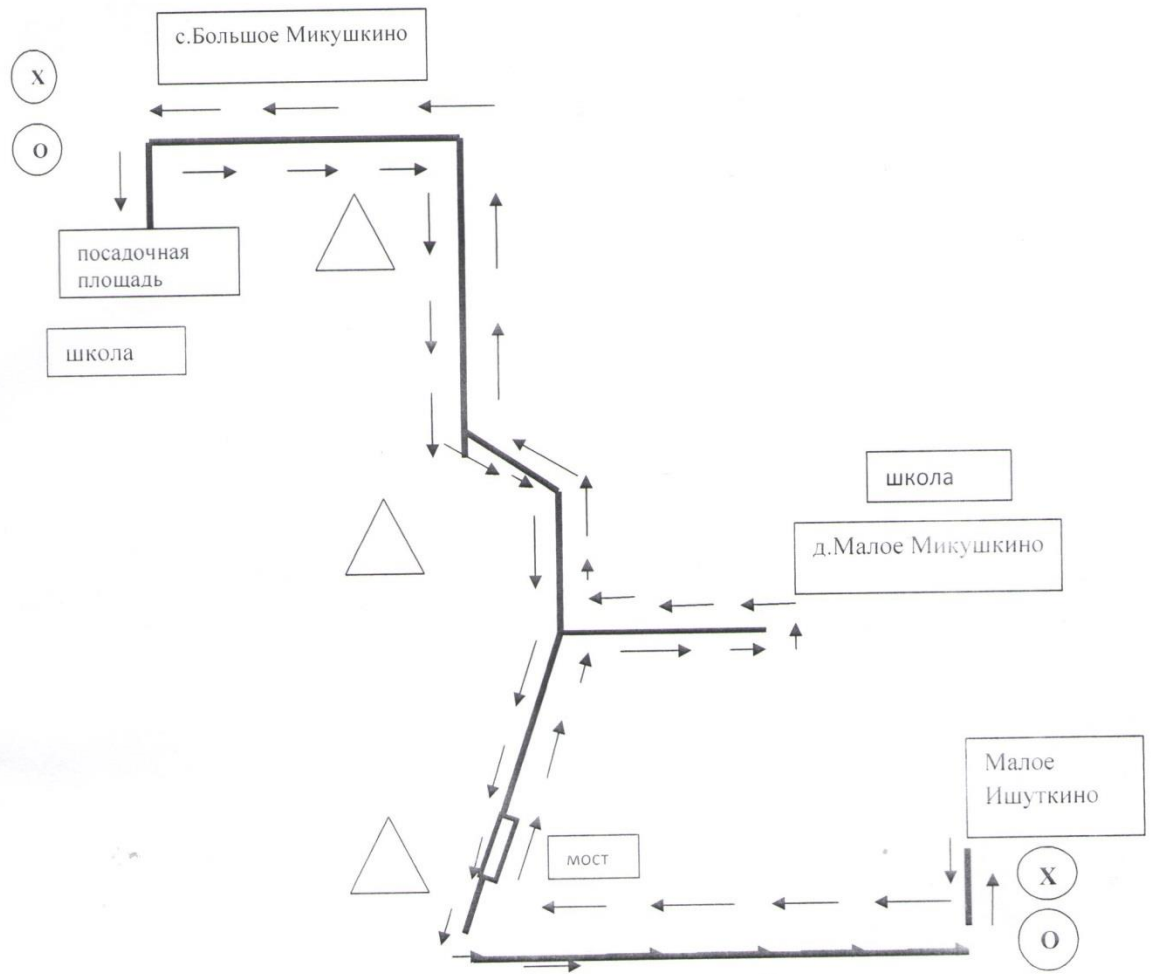 с.Большое Микушкино
X
O
посадочная
площадь
школа
школа
д.Малое Микушкино
Малое
Ишуткино
мост
X
O